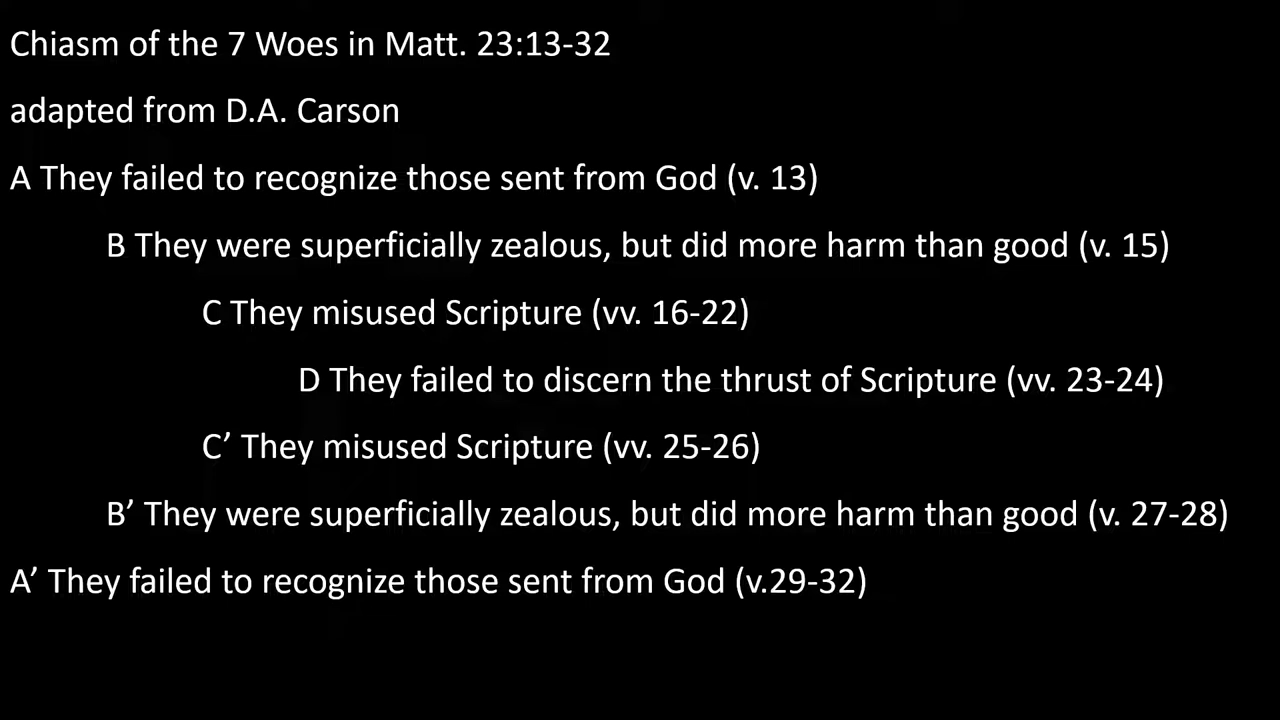 Chiasm of the 7 Woes in Matt. 23:13-32
adapted from D.A. Carson
A They failed to recognize those sent from God (v. 13)
B They were superficially zealous, but did more harm than good (v. 15)
C They misused Scripture (vv. 16-22)
D They failed to discern the thrust of Scripture (vv. 23-24)
C’ They misused Scripture (vv. 25-26)
B’ They were superficially zealous, but did more harm than good (v. 27-28)
A’ They failed to recognize those sent from God (v.29-32)